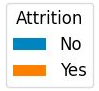 Attrition
No
Yes